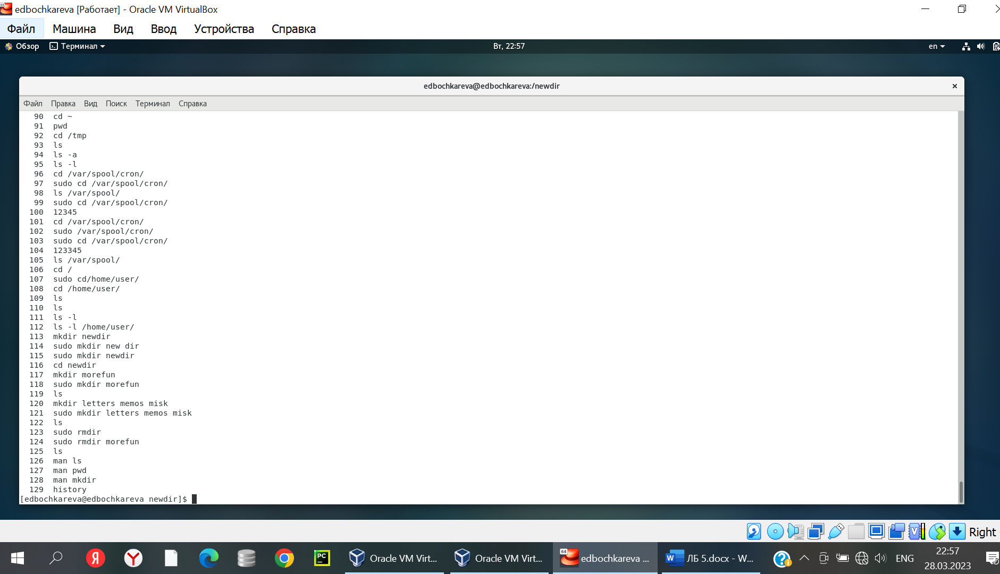 edbochkareva [Работает] - Oracle VM VirtualBox
Файл Машина Вид Ввод Устройства Справка
Обзор Терминал Вт, 22:57 en
edbochkareva@edbochkareva:/newdir
Файл Правка Вид Поиск Терминал Справка
90 cd ~
91 pwd
92 cd /tmp
93 ls
94 ls -a
95 ls -l
96 cd /var/spool/cron/
97 sudo cd /var/spool/cron/
98 ls /var/spool/
99 sudo cd /var/spool/cron/
100 12345
101 cd /var/spool/cron/
102 sudo /var/spool/cron/
103 sudo cd /var/spool/cron/
104 123345
105 ls /var/spool/
106 cd /
107 sudo cd/home/user/
108 cd /home/user/
109 ls
110 ls
111 ls -l
112 ls -l /home/user/
113 mkdir newdir
114 sudo mkdir new dir
115 sudo mkdir newdir
116 cd newdir
117 mkdir morefun
118 sudo mkdir morefun
119 ls
120 mkdir letters memos misk
121 sudo mkdir letters memos misk
122 ls
123 sudo rmdir
124 sudo rmdir morefun
125 ls
126 man ls
127 man pwd
128 man mkdir
129 history
[edbochkareva@edbochkareva newdir]$
Right
Oracle VM Virt... Oracle VM Virt... edbochkareva ... ЛБ 5.docx - W... ENG 22:57
28.03.2023